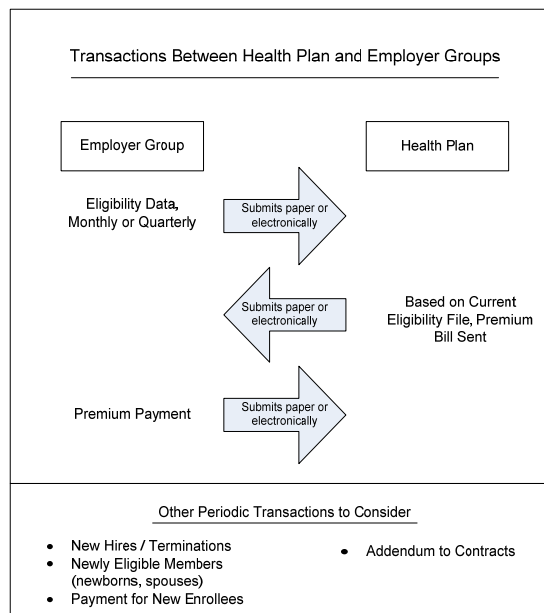 Transactions Between Health Plan and Employer Groups
Employer Group
Health Plan
Eligibility Data,
Monthly or Quarterly
Submits paper or
electronically
Submits paper or
electronically
Based on Current
Eligibility File, Premium
Bill Sent
Premium Payment
Submits paper or
electronically
Other Periodic Transactions to Consider
• New Hires / Terminations
• Newly Eligible Members
(newborns, spouses)
• Payment for New Enrollees
• Addendum to Contracts